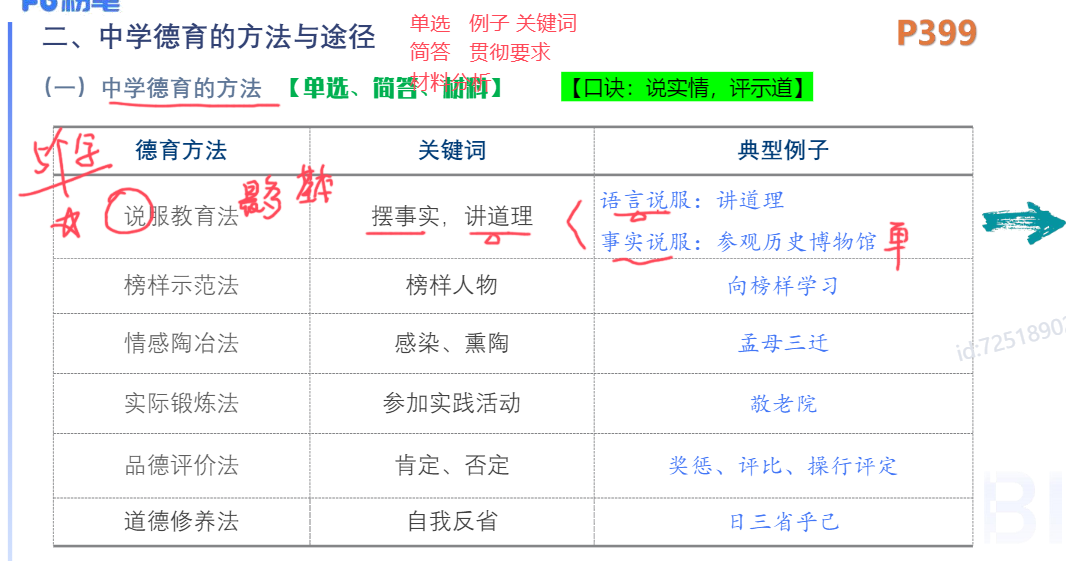 粉笔
单选 例子 关键词
二、中学德育的方法与途径
P399
简答 贯彻要求
材料分析
(一)中学德育的方法 【单选、简答、材料】
【口诀：说实情，评示道】
5个字
德育方法 关键词 典型例子
说服教育法 摆事实，讲道理 语言说服：讲道理
事实说服：参观历史博物馆 单
榜样示范法 榜样人物 向榜样学习
情感陶冶法 感染、熏陶 孟母三迁
id:7251890
实际锻炼法 参加实践活动 敬老院
品德评价法 肯定、否定 奖惩、评比、操行评定
道德修养法 自我反省 日三省乎己